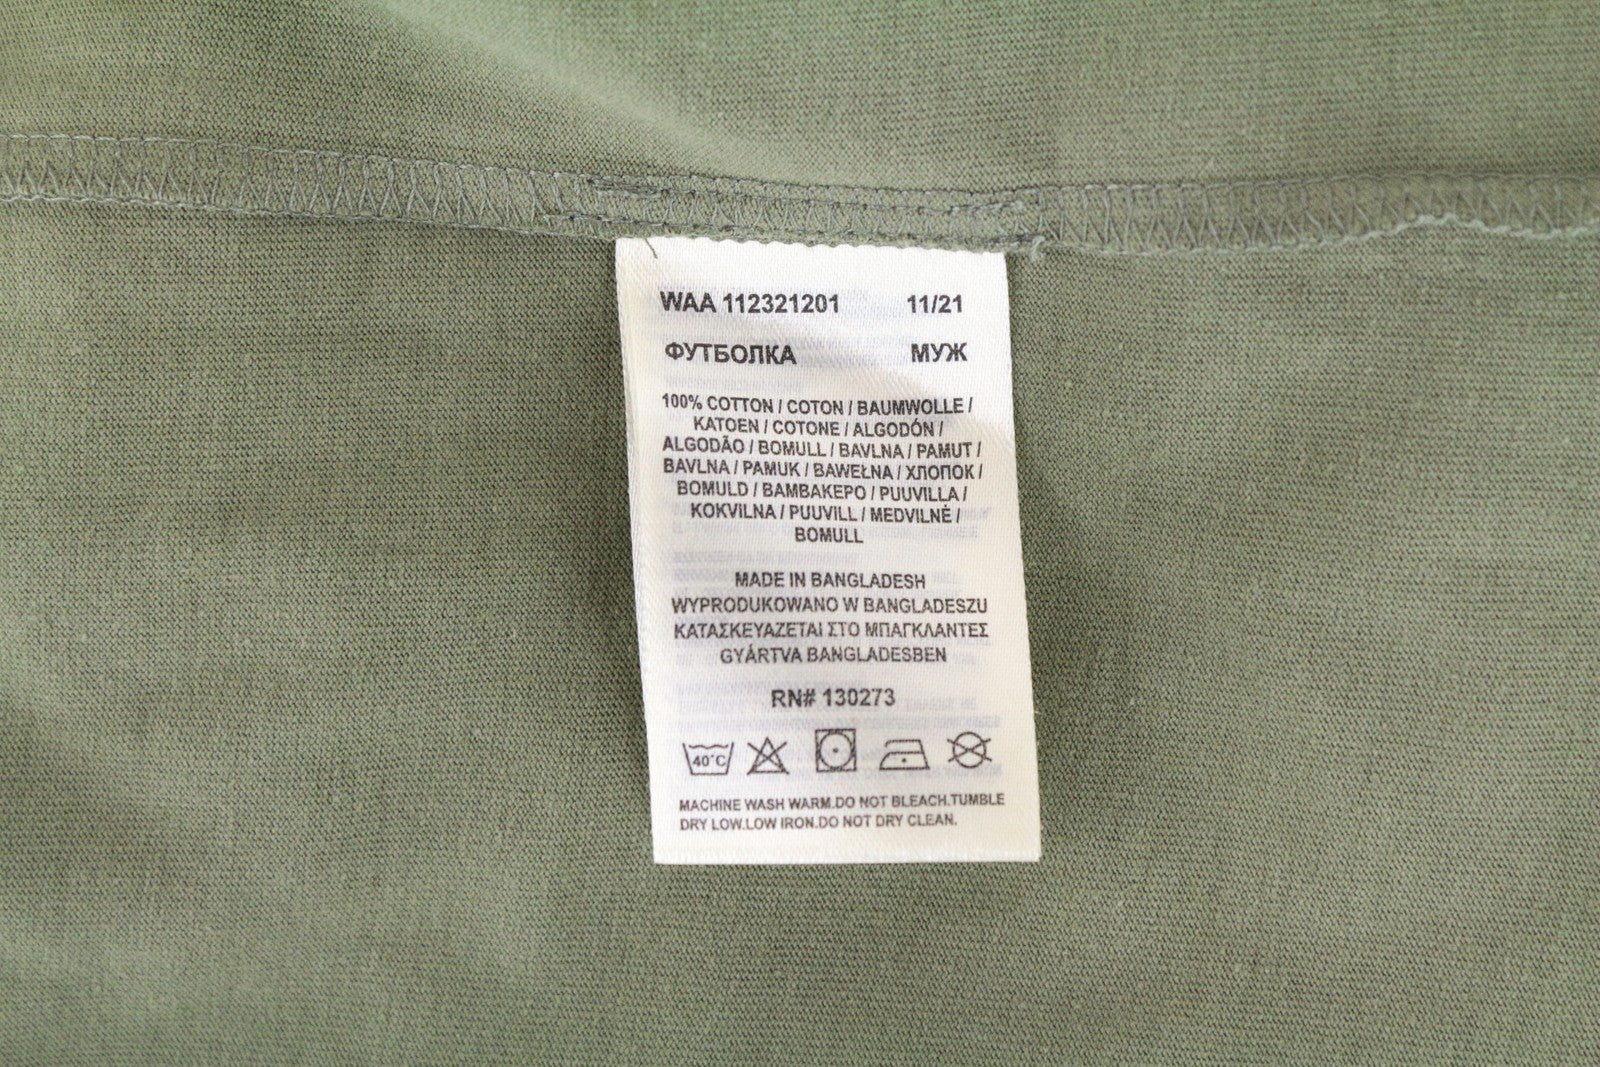 WAA 112321201 11/21
ФУТБОЛКА МУЖ
100% COTTON / COTON / BAUMWOLLE /
KATOEN / COTONE / ALGODÓN /
ALGODÃO / BOMULL / BAVLNA / PAMUT /
BAVLNA / PAMUK / BAWEŁNA / ХЛОПОК /
BOMULD / ΒΑΜΒΑΚΕΡΟ / PUUVILLA /
KOKVILNA / PUUVILL / MEDVILNĖ /
BOMULL
MADE IN BANGLADESH
WYPRODUKOWANO W BANGLADESZU
ΚΑΤΑΣΚΕΥΑΖΕΤΑΙ ΣΤΟ ΜΠΑΓΚΛΑΝΤΕΣ
GYÁRTVA BANGLADESBEN
RN# 130273
40°C
MACHINE WASH WARM.DO NOT BLEACH.TUMBLE
DRY LOW.LOW IRON.DO NOT DRY CLEAN.